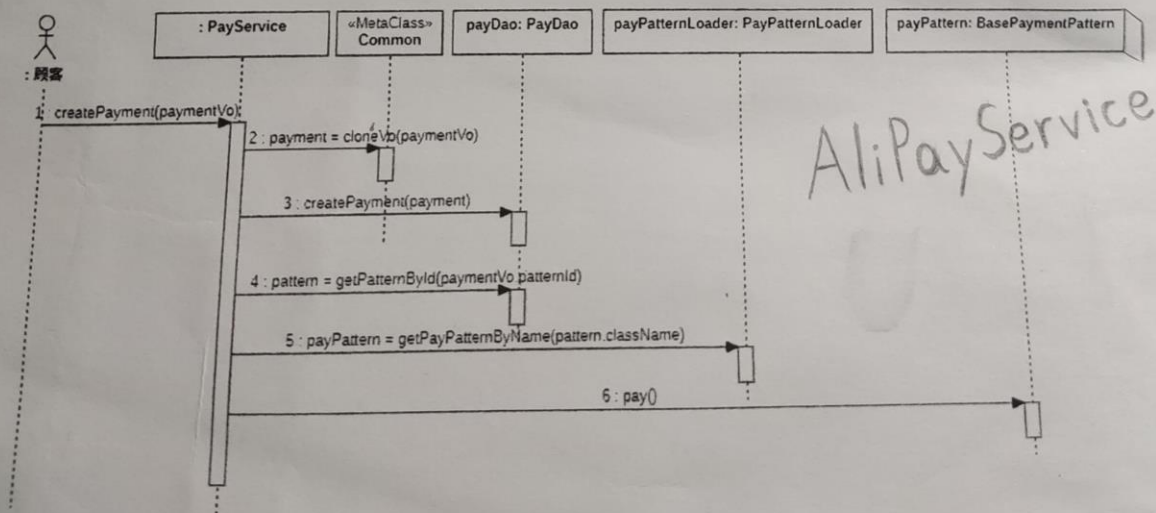 : PayService
«MetaClass»
Common
payDao: PayDao
payPatternLoader: PayPatternLoader
payPattern: BasePaymentPattern
: 顾客
1 : createPayment(paymentVo);
2 : payment = cloneVo(paymentVo)
AliPayService
3 : createPayment(payment)
4 : pattern = getPatternById(paymentVo.patternId)
5 : payPattern = getPayPatternByName(pattern.className)
6 : pay()